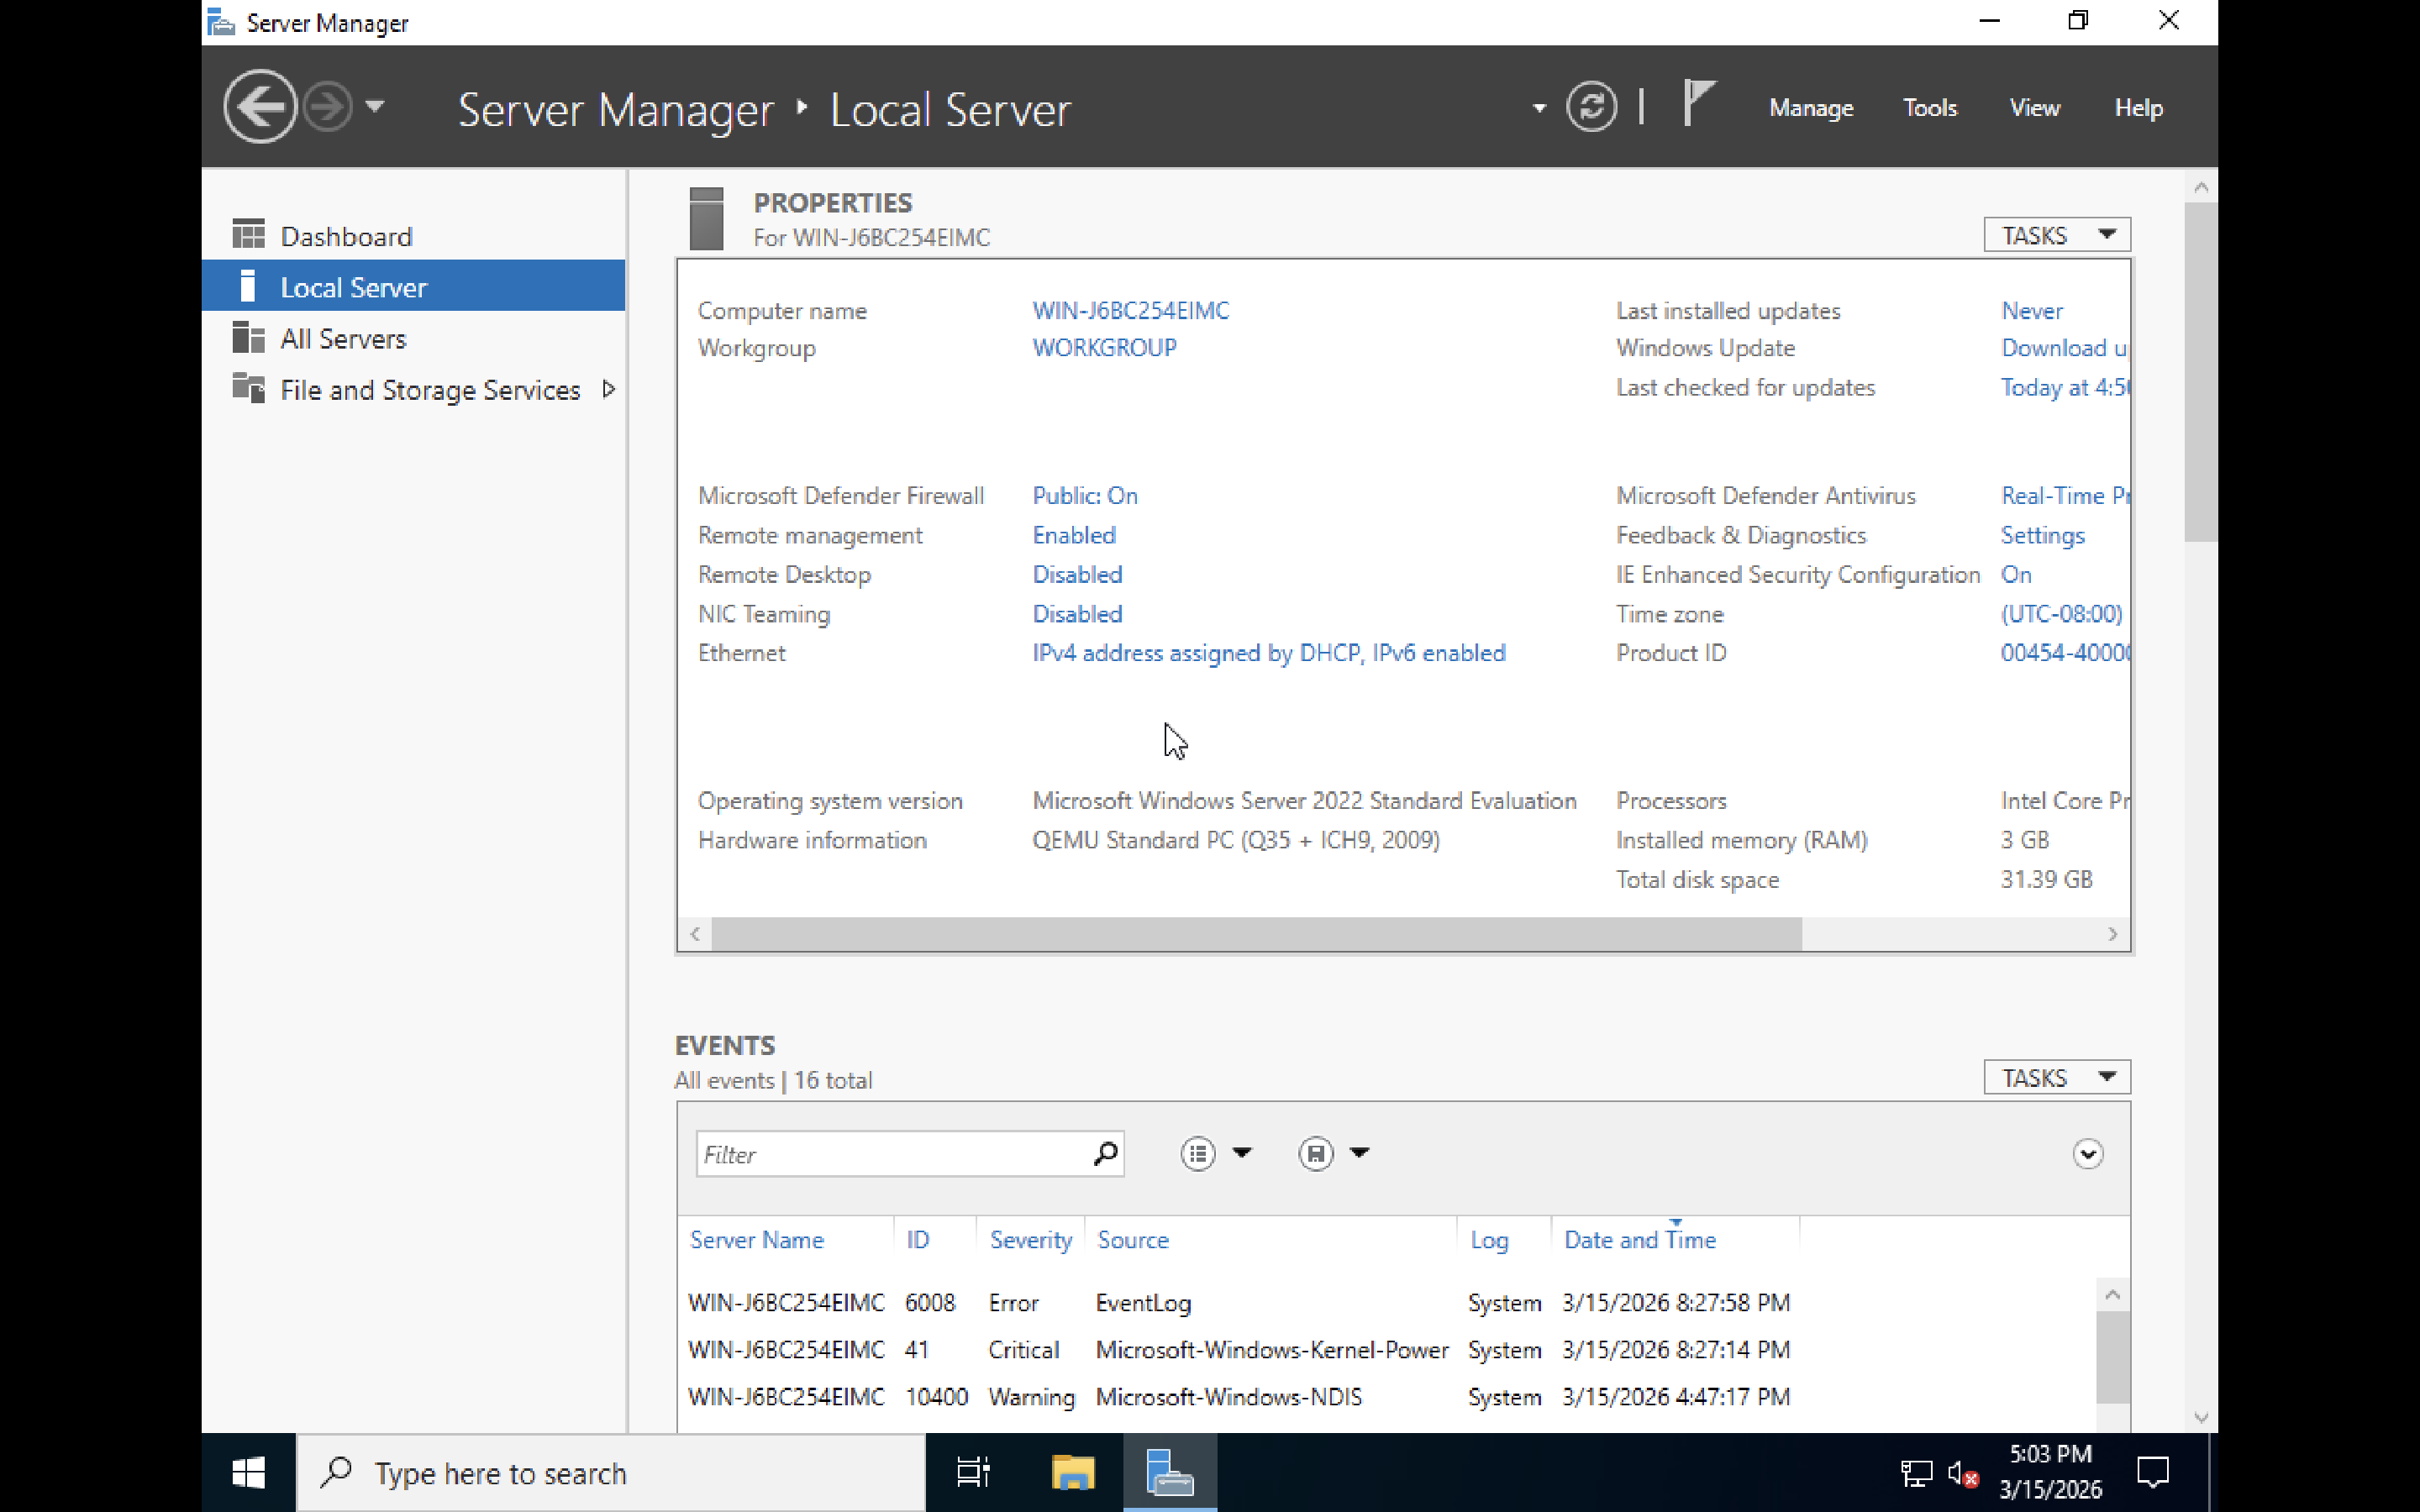 Server Manager
Server Manager ‣ Local Server
Manage Tools View Help
Dashboard
Local Server
All Servers
File and Storage Services
PROPERTIES
For WIN-J6BC254EIMC
TASKS
Computer name WIN-J6BC254EIMC Last installed updates Never
Workgroup WORKGROUP Windows Update Download
Last checked for updates Today at
Microsoft Defender Firewall Public: On Microsoft Defender Antivirus Real-Time
Remote management Enabled Feedback & Diagnostics Settings
Remote Desktop Disabled IE Enhanced Security Configuration On
NIC Teaming Disabled Time zone (UTC-08:00)
Ethernet IPv4 address assigned by DHCP, IPv6 enabled Product ID 00454-4000
Operating system version Microsoft Windows Server 2022 Standard Evaluation Processors Intel Core
Hardware information QEMU Standard PC (Q35 + ICH9, 2009) Installed memory (RAM) 3 GB
Total disk space 31.39 GB
EVENTS
All events | 16 total
TASKS
Filter
Server Name ID Severity Source Log Date and Time
WIN-J6BC254EIMC 6008 Error EventLog System 3/15/2026 8:27:58 PM
WIN-J6BC254EIMC 41 Critical Microsoft-Windows-Kernel-Power System 3/15/2026 8:27:14 PM
WIN-J6BC254EIMC 10400 Warning Microsoft-Windows-NDIS System 3/15/2026 4:47:17 PM
Type here to search
5:03 PM
3/15/2026